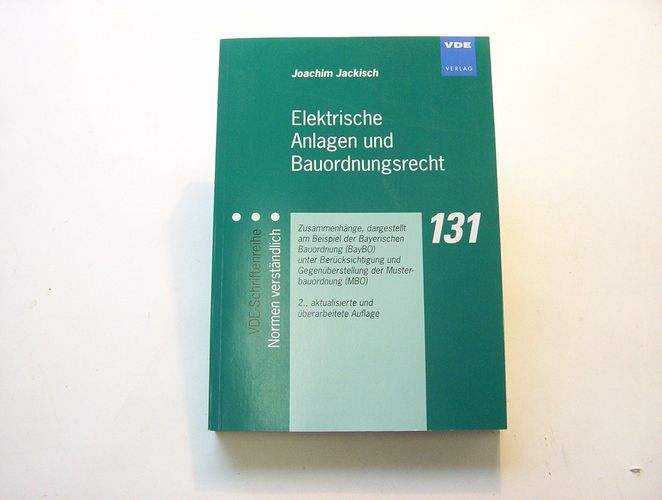 VDE
VERLAG
Joachim Jackisch
Elektrische
Anlagen und
Bauordnungsrecht
131
VDE-Schriftenreihe
Normen verständlich
Zusammenhänge, dargestellt
am Beispiel der Bayerischen
Bauordnung (BayBO)
unter Berücksichtigung und
Gegenüberstellung der Muster-
bauordnung (MBO)
2., aktualisierte und
überarbeitete Auflage